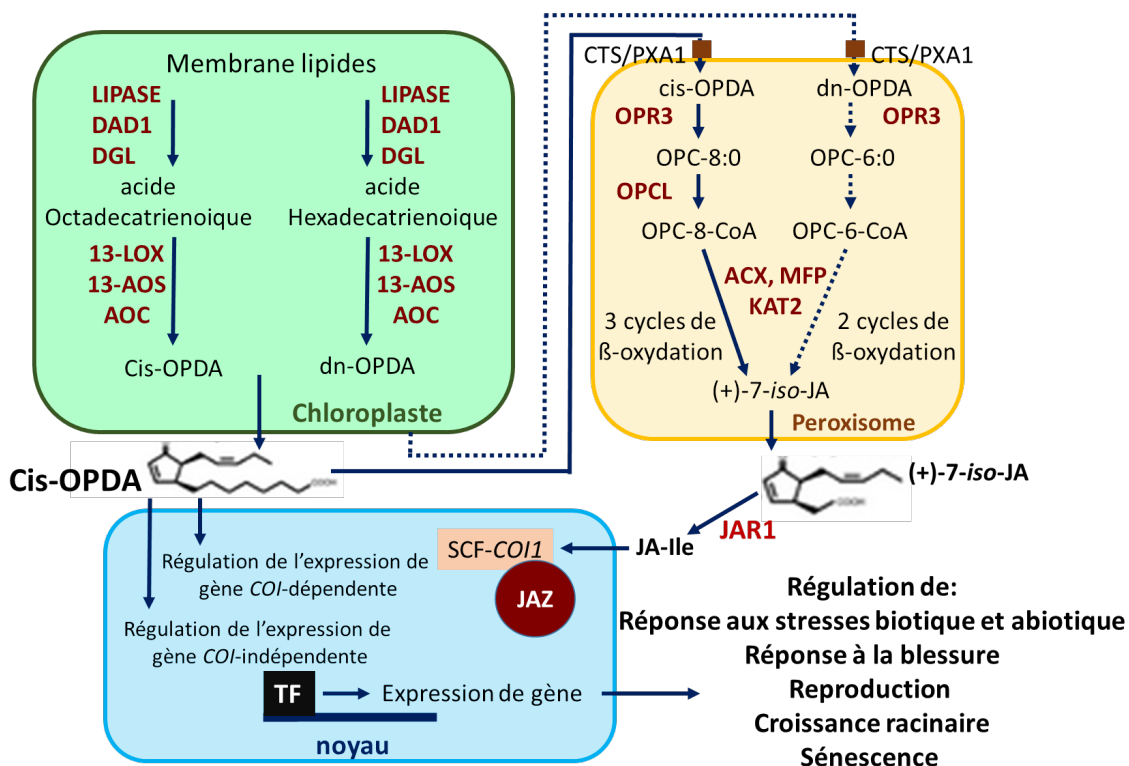 Membrane lipides
LIPASE
DAD1
DGL
LIPASE
DAD1
DGL
acide
Octadecatrienoique
acide
Hexadecatrienoique
13-LOX
13-AOS
AOC
13-LOX
13-AOS
AOC
Cis-OPDA
dn-OPDA
Chloroplaste
CTS/PXA1
CTS/PXA1
cis-OPDA
dn-OPDA
OPR3
OPR3
OPC-8:0
OPC-6:0
OPCL
OPC-8-CoA
OPC-6-CoA
ACX, MFP
KAT2
3 cycles de
ß-oxydation
2 cycles de
ß-oxydation
(+)-7-iso-JA
Peroxisome
Cis-OPDA
COOH
COOH
(+)-7-iso-JA
JAR1
JA-Ile
SCF-COI1
JAZ
Régulation de l’expression de
gène COI-dépendente
Régulation de l’expression de
gène COI-indépendente
TF
Expression de gène
noyau
Régulation de:
Réponse aux stresses biotique et abiotique
Réponse à la blessure
Reproduction
Croissance racinaire
Sénescence